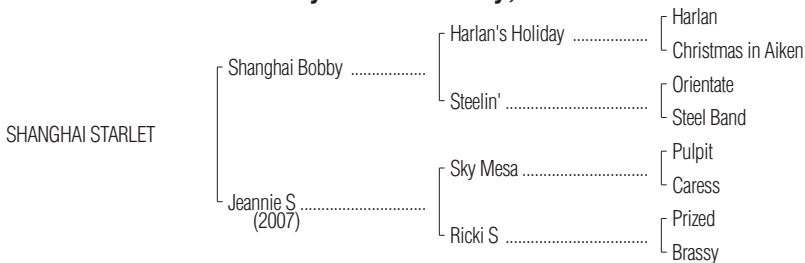 Harlan
Harlan's Holiday ..................
Christmas in Aiken
Shanghai Bobby ..................
Orientate
Steelin' ..................................
Steel Band
SHANGHAI STARLET
Pulpit
Sky Mesa ..............................
Caress
Jeannie S ..............................
(2007)
Prized
Ricki S ..................................
Brassy